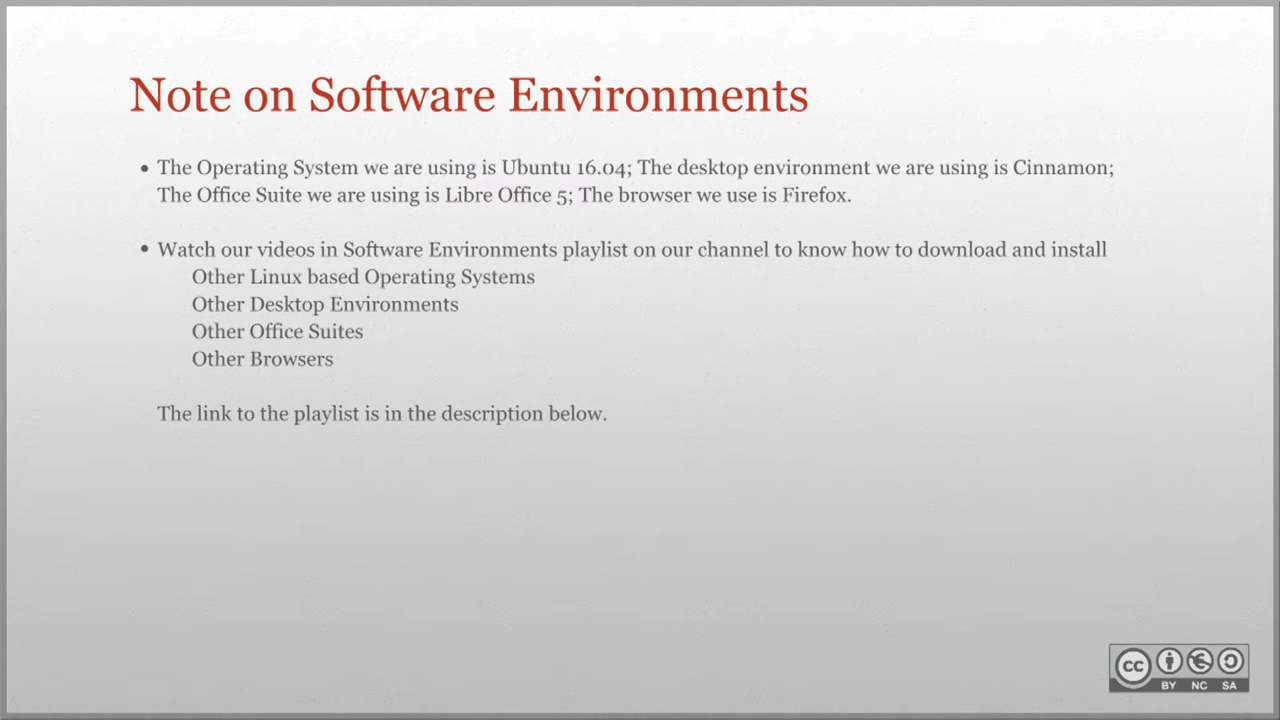 Note on Software Environments
• The Operating System we are using is Ubuntu 16.04; The desktop environment we are using is Cinnamon;
The Office Suite we are using is Libre Office 5; The browser we use is Firefox.
• Watch our videos in Software Environments playlist on our channel to know how to download and install
Other Linux based Operating Systems
Other Desktop Environments
Other Office Suites
Other Browsers
The link to the playlist is in the description below.
cc
BY NC SA